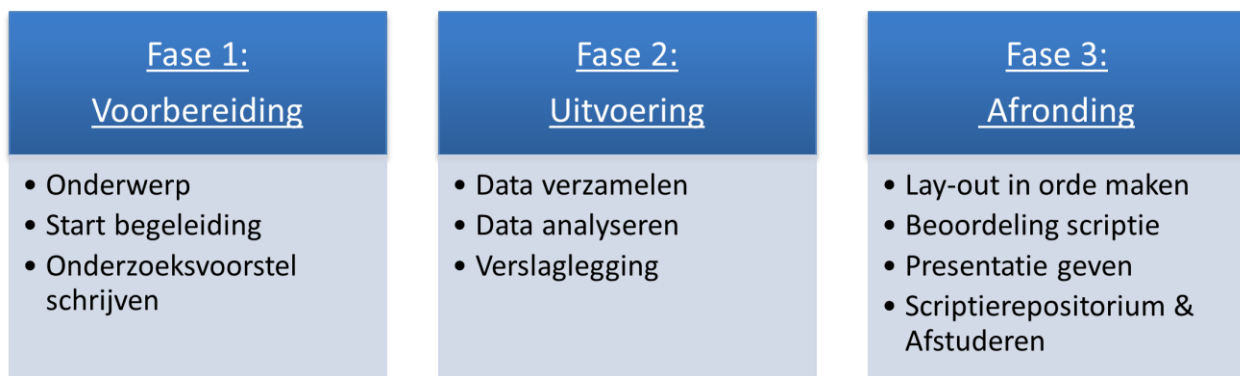 Fase 1:
Voorbereiding
• Onderwerp
• Start begeleiding
• Onderzoeksvoorstel
schrijven
Fase 2:
Uitvoering
• Data verzamelen
• Data analyseren
• Verslaglegging
Fase 3:
Afronding
• Lay-out in orde maken
• Beoordeling scriptie
• Presentatie geven
• Scriptierepositorium &
Afstuderen